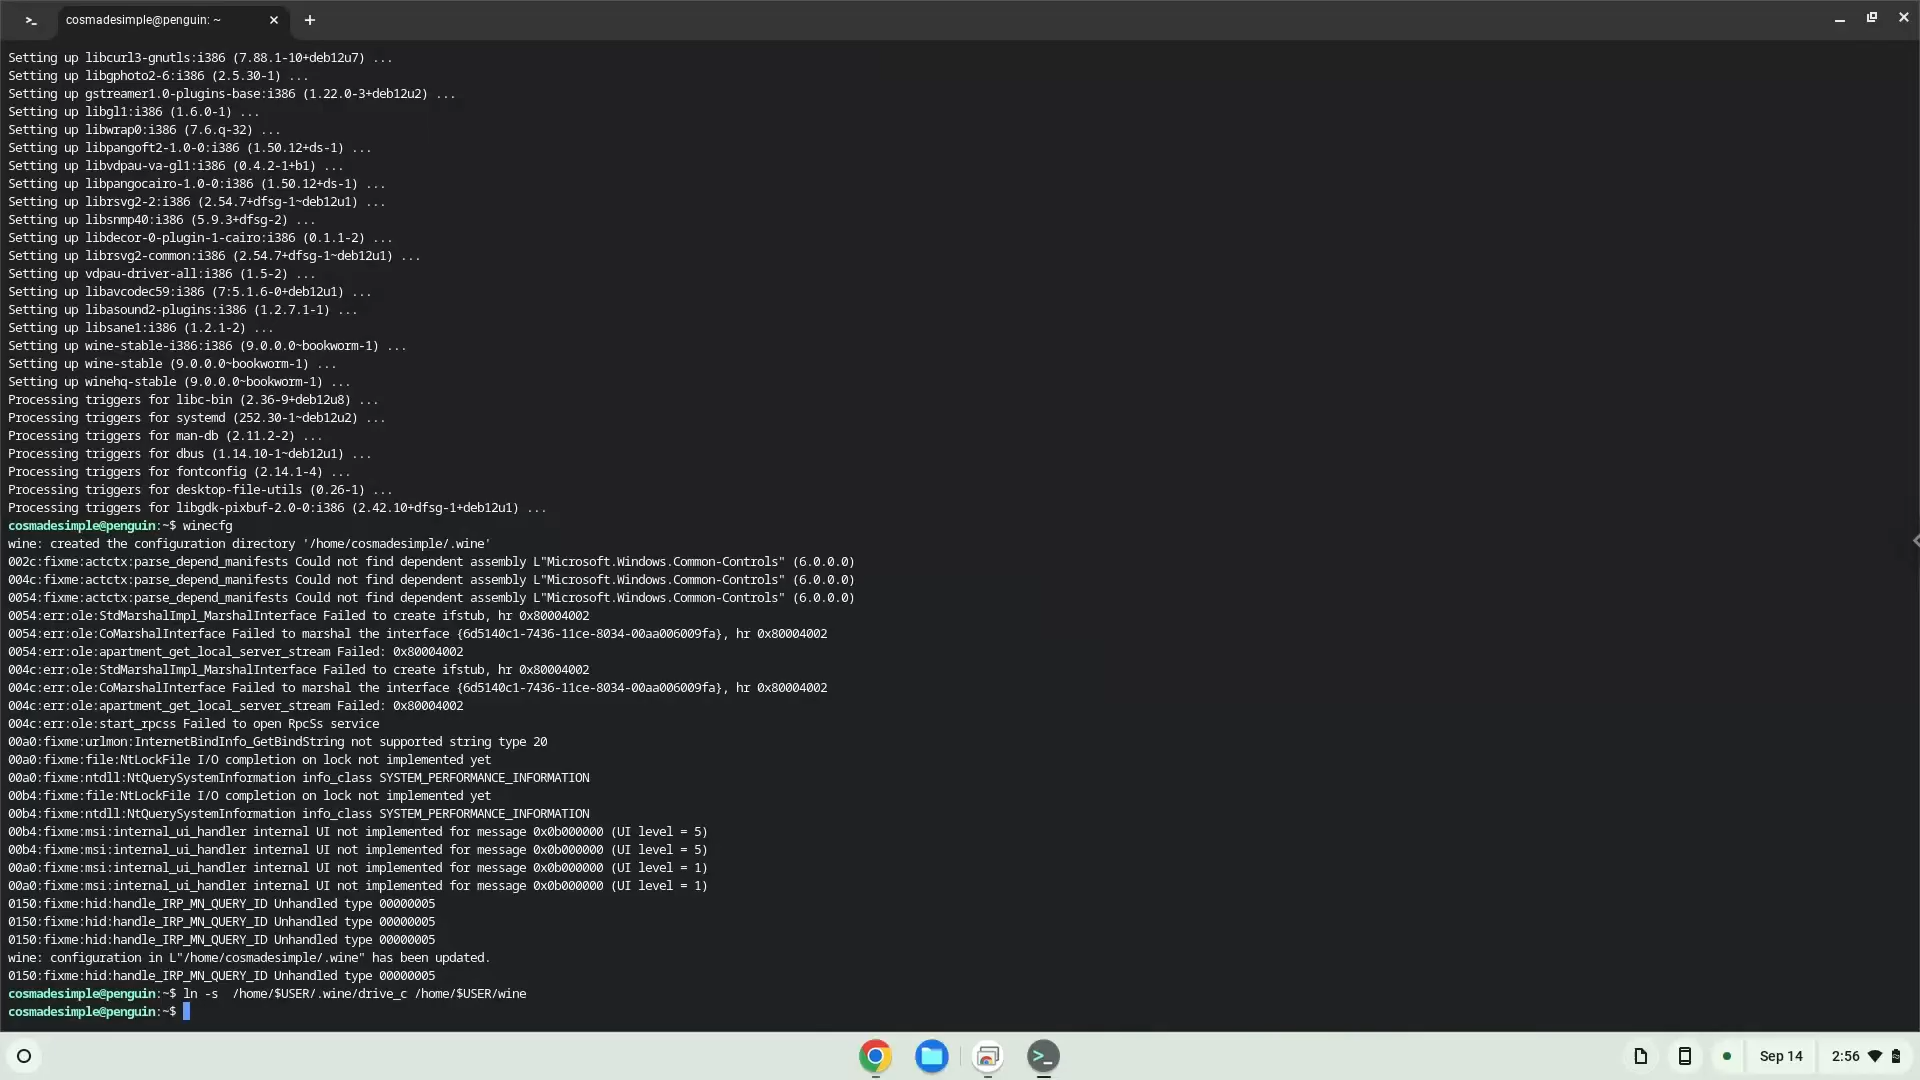 cosmadesimple@penguin: ~
Setting up libcurl3-gnutls:i386 (7.88.1-10+deb12u7) ...
Setting up libgphoto2-6:i386 (2.5.30-1) ...
Setting up gstreamer1.0-plugins-base:i386 (1.22.0-3+deb12u2) ...
Setting up libgl1:i386 (1.6.0-1) ...
Setting up libwrap0:i386 (7.6.q-32) ...
Setting up libpangoft2-1.0-0:i386 (1.50.12+ds-1) ...
Setting up libvdpau-va-gl1:i386 (0.4.2-1+b1) ...
Setting up libpangocairo-1.0-0:i386 (1.50.12+ds-1) ...
Setting up librsvg2-2:i386 (2.54.7+dfsg-1~deb12u1) ...
Setting up libsnmp40:i386 (5.9.3+dfsg-2) ...
Setting up libdecor-0-plugin-1-cairo:i386 (0.1.1-2) ...
Setting up librsvg2-common:i386 (2.54.7+dfsg-1~deb12u1) ...
Setting up vdpau-driver-all:i386 (1.5-2) ...
Setting up libavcodec59:i386 (7:5.1.6-0+deb12u1) ...
Setting up libasound2-plugins:i386 (1.2.7.1-1) ...
Setting up libsane1:i386 (1.2.1-2) ...
Setting up wine-stable-i386:i386 (9.0.0.0~bookworm-1) ...
Setting up wine-stable (9.0.0.0~bookworm-1) ...
Setting up winehq-stable (9.0.0.0~bookworm-1) ...
Processing triggers for libc-bin (2.36-9+deb12u8) ...
Processing triggers for systemd (252.30-1~deb12u2) ...
Processing triggers for man-db (2.11.2-2) ...
Processing triggers for dbus (1.14.10-1~deb12u1) ...
Processing triggers for fontconfig (2.14.1-4) ...
Processing triggers for desktop-file-utils (0.26-1) ...
Processing triggers for libgdk-pixbuf-2.0-0:i386 (2.42.10+dfsg-1+deb12u1) ...
cosmadesimple@penguin:~$ winecfg
wine: created the configuration directory '/home/cosmadesimple/.wine'
002c:fixme:actctx:parse_depend_manifests Could not find dependent assembly L"Microsoft.Windows.Common-Controls" (6.0.0.0)
004c:fixme:actctx:parse_depend_manifests Could not find dependent assembly L"Microsoft.Windows.Common-Controls" (6.0.0.0)
0054:fixme:actctx:parse_depend_manifests Could not find dependent assembly L"Microsoft.Windows.Common-Controls" (6.0.0.0)
0054:err:ole:StdMarshalImpl_MarshalInterface Failed to create ifstub, hr 0x80004002
0054:err:ole:CoMarshalInterface Failed to marshal the interface {6d5140c1-7436-11ce-8034-00aa006009fa}, hr 0x80004002
0054:err:ole:apartment_get_local_server_stream Failed: 0x80004002
004c:err:ole:StdMarshalImpl_MarshalInterface Failed to create ifstub, hr 0x80004002
004c:err:ole:CoMarshalInterface Failed to marshal the interface {6d5140c1-7436-11ce-8034-00aa006009fa}, hr 0x80004002
004c:err:ole:apartment_get_local_server_stream Failed: 0x80004002
004c:err:ole:start_rpcss Failed to open RpcSs service
00a0:fixme:urlmon:InternetBindInfo_GetBindString not supported string type 20
00a0:fixme:file:NtLockFile I/O completion on lock not implemented yet
00a0:fixme:ntdll:NtQuerySystemInformation info_class SYSTEM_PERFORMANCE_INFORMATION
00b4:fixme:file:NtLockFile I/O completion on lock not implemented yet
00b4:fixme:ntdll:NtQuerySystemInformation info_class SYSTEM_PERFORMANCE_INFORMATION
00b4:fixme:msi:internal_ui_handler internal UI not implemented for message 0x0b000000 (UI level = 5)
00b4:fixme:msi:internal_ui_handler internal UI not implemented for message 0x0b000000 (UI level = 5)
00a0:fixme:msi:internal_ui_handler internal UI not implemented for message 0x0b000000 (UI level = 1)
00a0:fixme:msi:internal_ui_handler internal UI not implemented for message 0x0b000000 (UI level = 1)
0150:fixme:hid:handle_IRP_MN_QUERY_ID Unhandled type 00000005
0150:fixme:hid:handle_IRP_MN_QUERY_ID Unhandled type 00000005
0150:fixme:hid:handle_IRP_MN_QUERY_ID Unhandled type 00000005
wine: configuration in L"/home/cosmadesimple/.wine" has been updated.
0150:fixme:hid:handle_IRP_MN_QUERY_ID Unhandled type 00000005
cosmadesimple@penguin:~$ ln -s  /home/$USER/.wine/drive_c /home/$USER/wine
cosmadesimple@penguin:~$
Sep 14 2:56